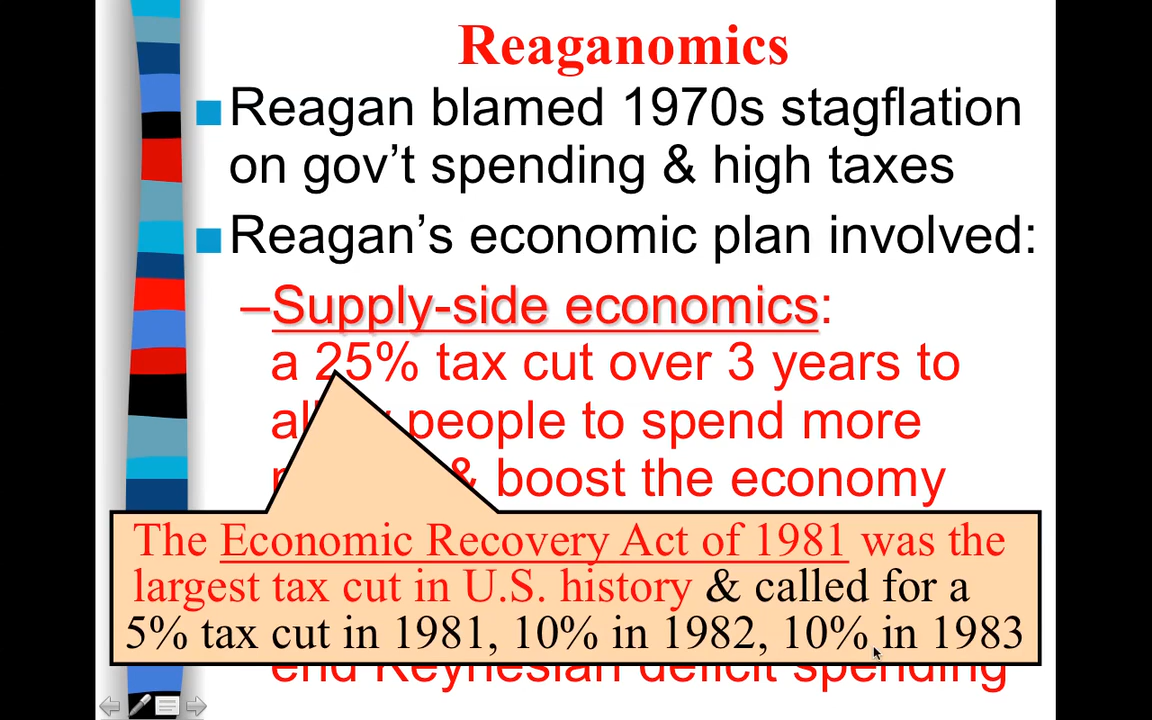 Reaganomics
Reagan blamed 1970s stagflation
on gov’t spending & high taxes
Reagan’s economic plan involved:
–Supply-side economics:
a 25% tax cut over 3 years to
people to spend more
& boost the economy
The Economic Recovery Act of 1981 was the
largest tax cut in U.S. history & called for a
5% tax cut in 1981, 10% in 1982, 10% in 1983
end Keynesian deficit spending